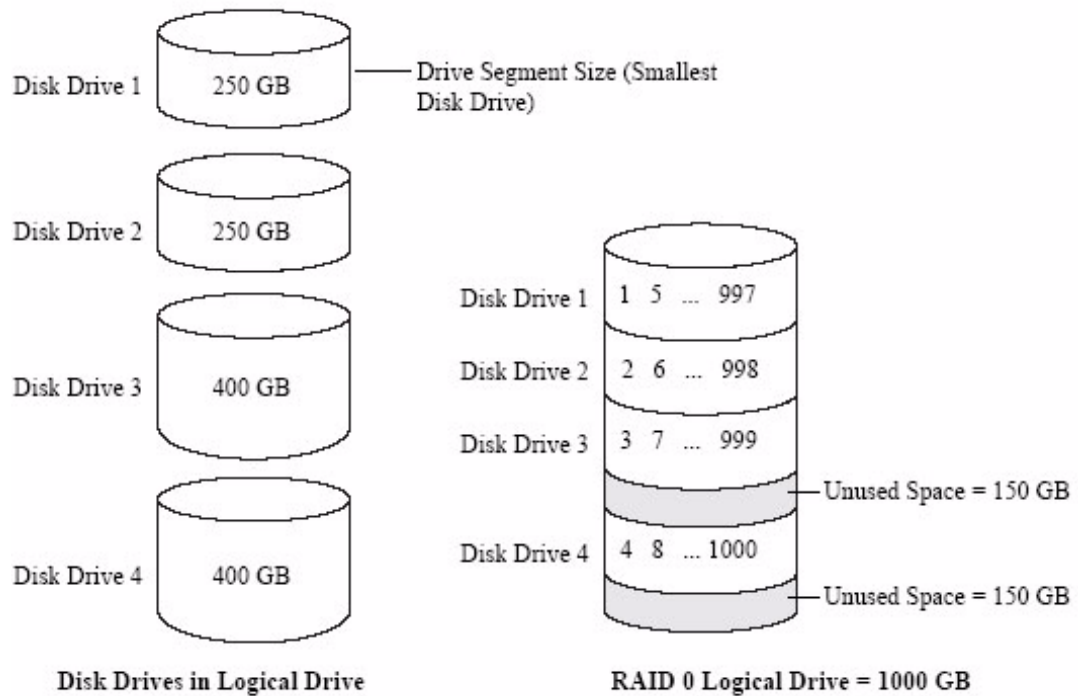 Disk Drive 1
250 GB
Drive Segment Size (Smallest
Disk Drive)
Disk Drive 2
250 GB
Disk Drive 3
400 GB
Disk Drive 4
400 GB
Disk Drives in Logical Drive
Disk Drive 1
1 5 ... 997
Disk Drive 2
2 6 ... 998
Disk Drive 3
3 7 ... 999
Unused Space = 150 GB
Disk Drive 4
4 8 ... 1000
Unused Space = 150 GB
RAID 0 Logical Drive = 1000 GB